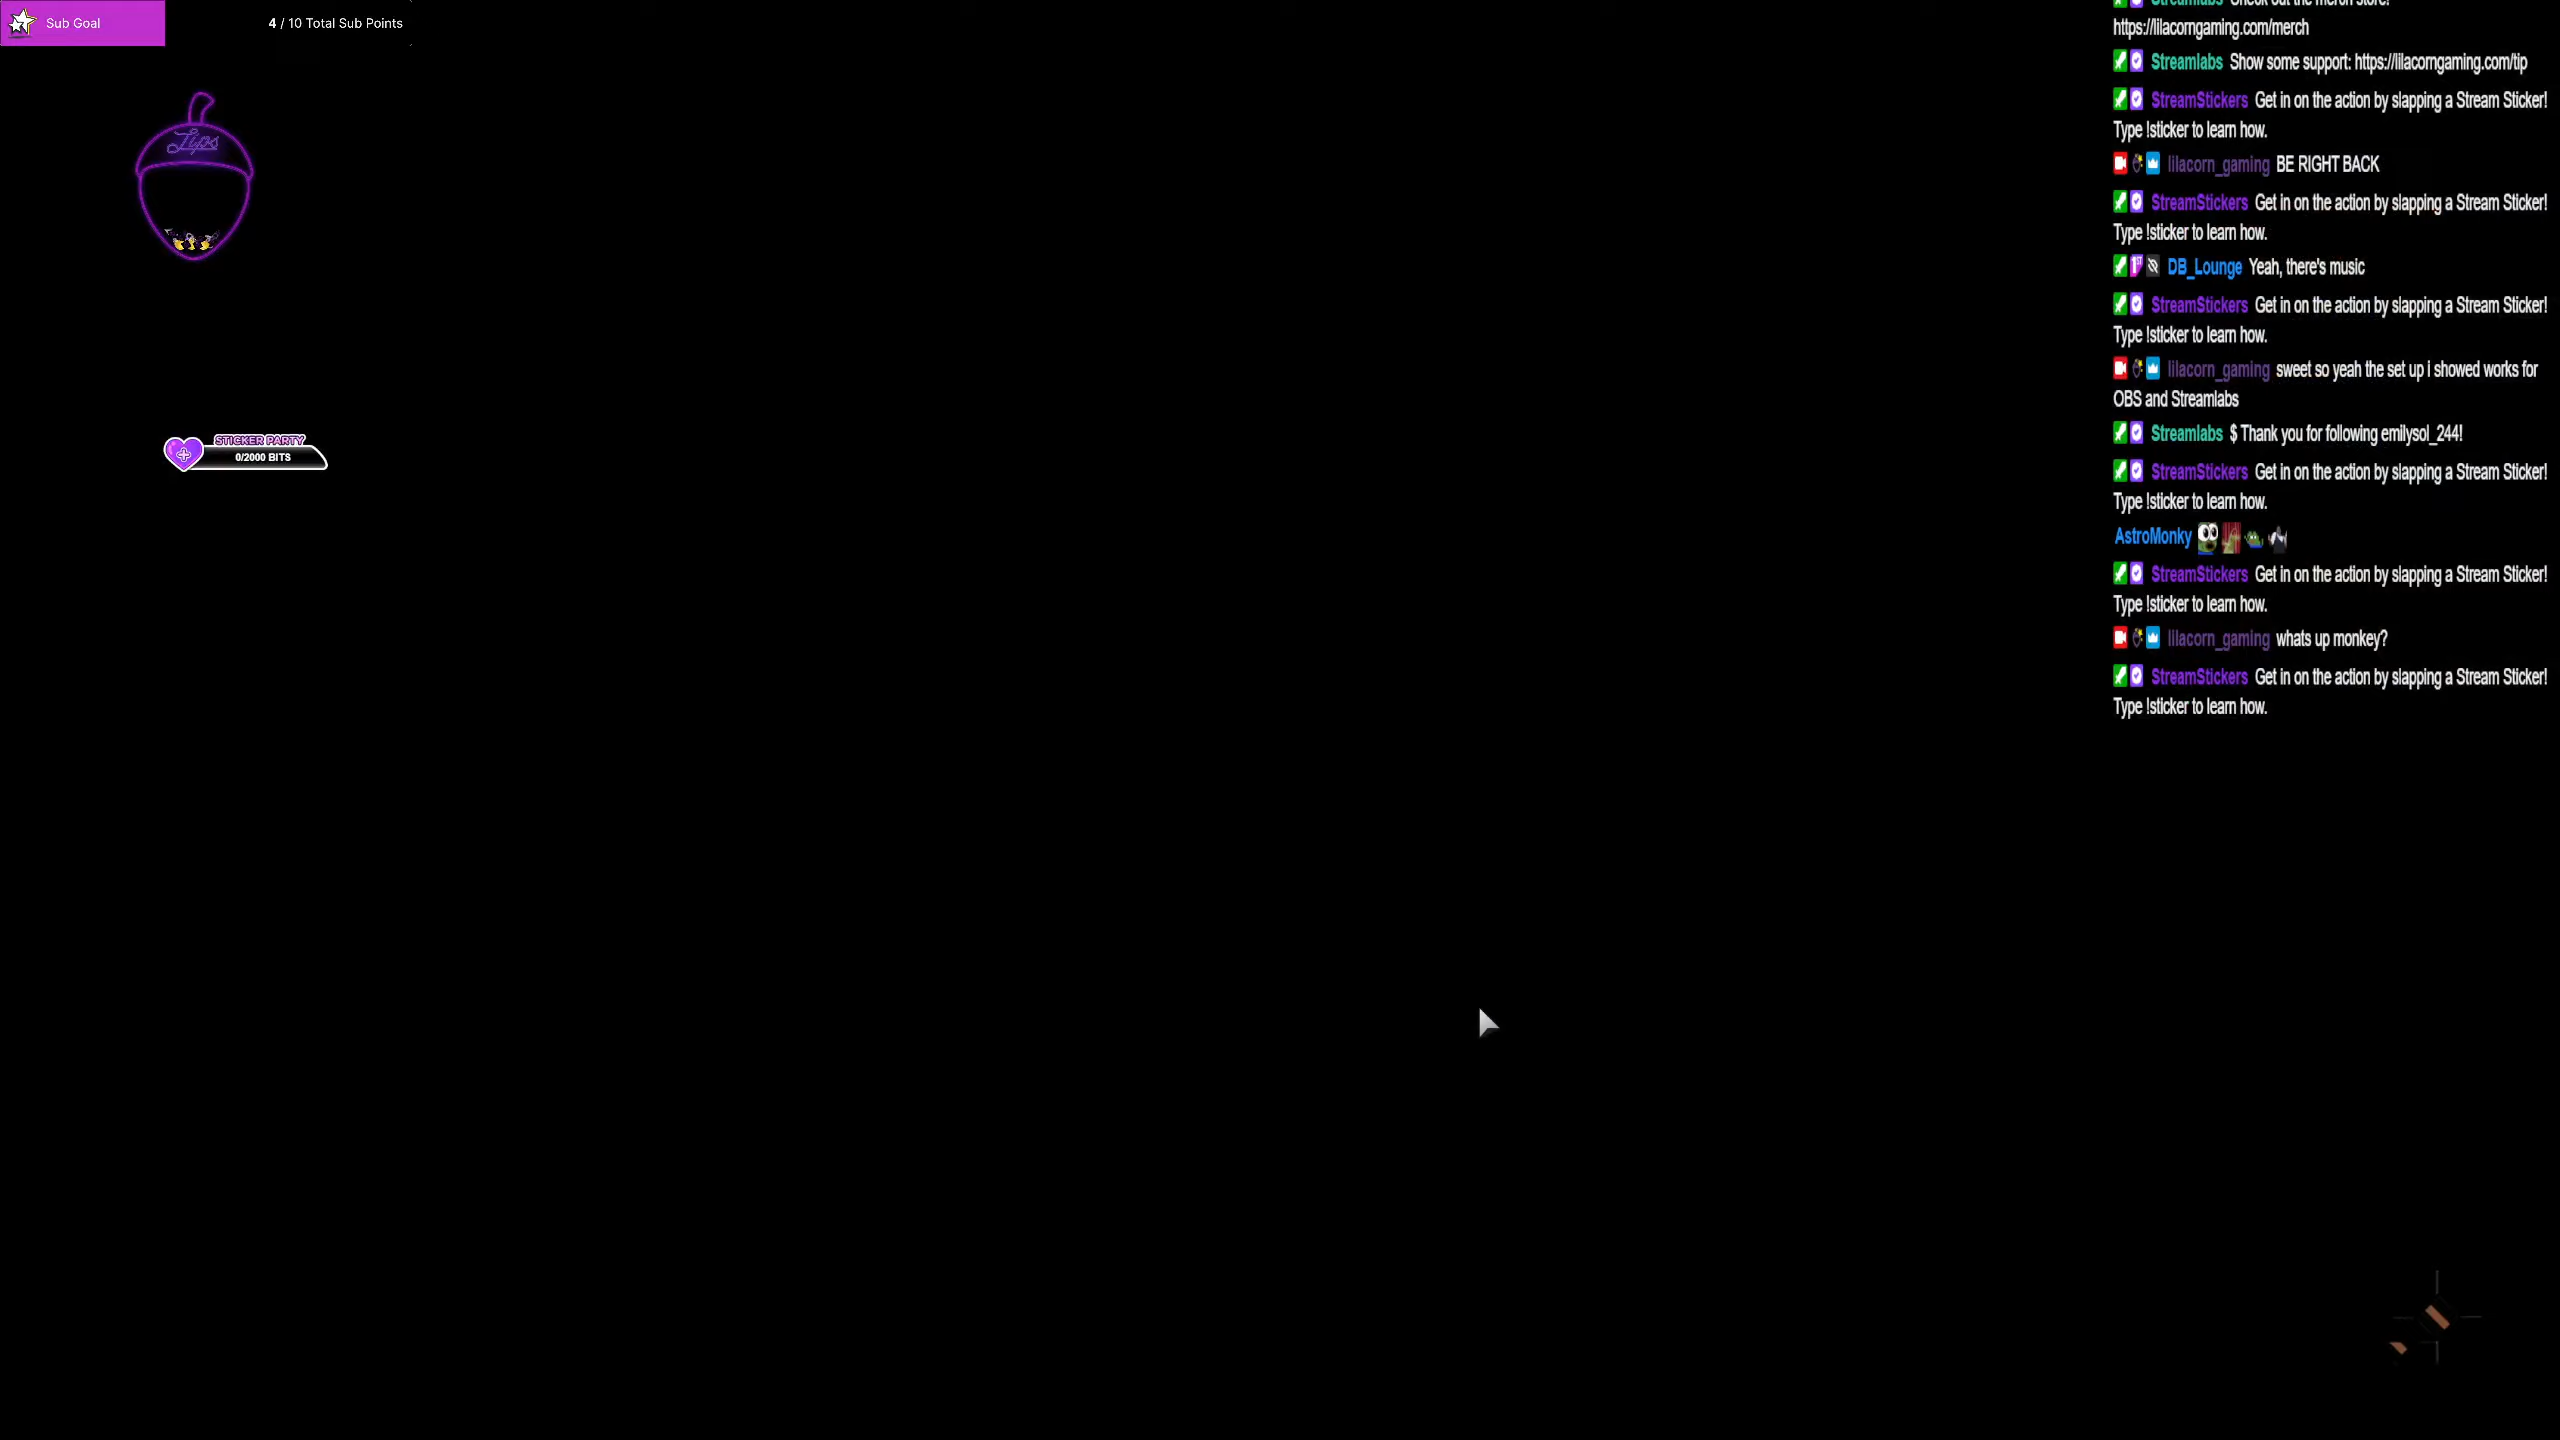 Sub Goal 4 / 10 Total Sub Points
Tips
STICKER PARTY
0/2000 BITS
Streamlabs Check out the merch store!
https://lilacorngaming.com/merch
Streamlabs Show some support: https://lilacorngaming.com/tip
StreamStickers Get in on the action by slapping a Stream Sticker!
Type !sticker to learn how.
lilacorn_gaming BE RIGHT BACK
StreamStickers Get in on the action by slapping a Stream Sticker!
Type !sticker to learn how.
DB_Lounge Yeah, there's music
StreamStickers Get in on the action by slapping a Stream Sticker!
Type !sticker to learn how.
lilacorn_gaming sweet so yeah the set up i showed works for
OBS and Streamlabs
Streamlabs $ Thank you for following emilysol_244!
StreamStickers Get in on the action by slapping a Stream Sticker!
Type !sticker to learn how.
AstroMonky
StreamStickers Get in on the action by slapping a Stream Sticker!
Type !sticker to learn how.
lilacorn_gaming whats up monkey?
StreamStickers Get in on the action by slapping a Stream Sticker!
Type !sticker to learn how.